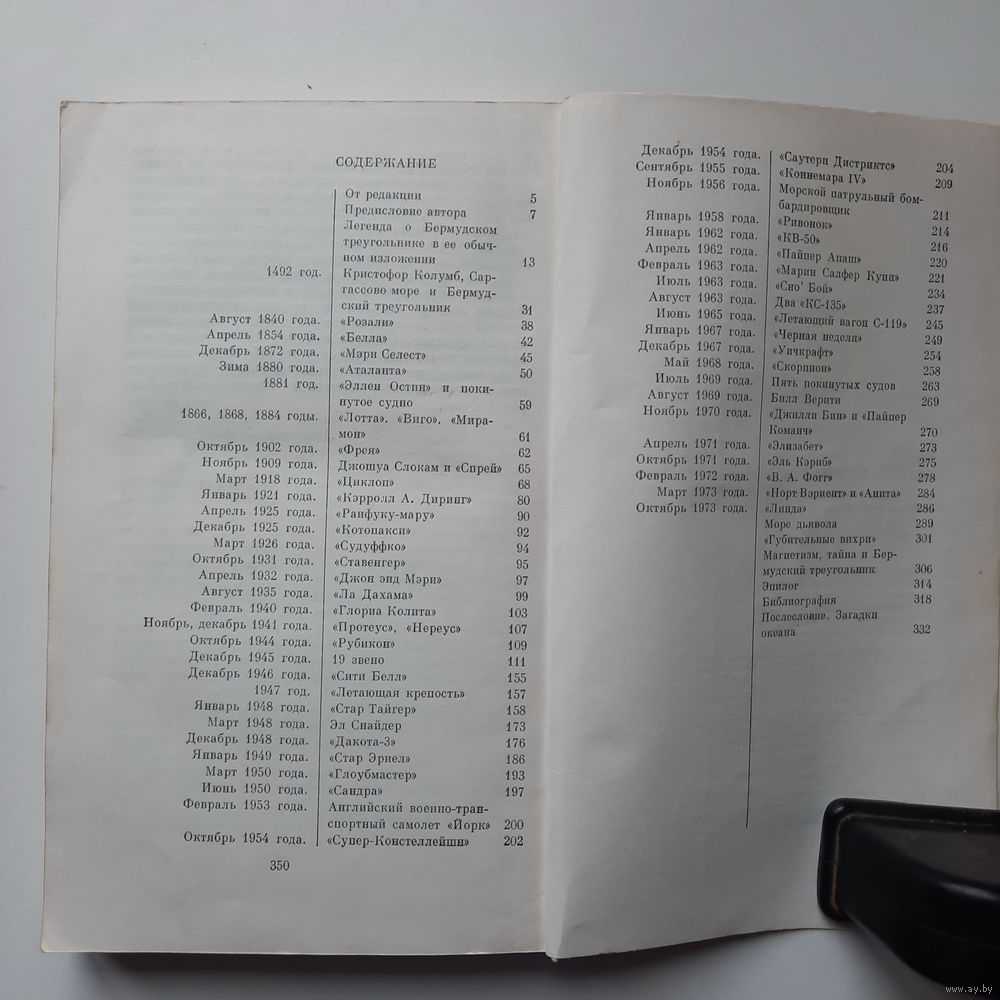 СОДЕРЖАНИЕ
От редакции 5
Предисловие автора 7
Легенда о Бермудском
треугольнике в ее обыч-
ном изложении 13
1492 год. Кристофор Колумб, Сар-
гассово море и Бермуд-
ский треугольник 31
Август 1840 года. «Розали» 38
Апрель 1854 года. «Белла» 42
Декабрь 1872 года. «Мэри Селест» 45
Зима 1880 года. «Аталанта» 50
1881 год. «Эллен Остин» и поки-
нутое судно 59
1866, 1868, 1884 годы. «Лотта». «Виго». «Мира-
мон» 61
Октябрь 1902 года. «Фрея» 62
Ноябрь 1909 года. Джошуа Слокам и «Спрей» 65
Март 1918 года. «Циклоп» 68
Январь 1921 года. «Кэрролл А. Диринг» 80
Апрель 1925 года. «Раифуку-мару» 90
Декабрь 1925 года. «Котопакси» 92
Март 1926 года. «Судуффко» 94
Октябрь 1931 года. «Ставенгер» 95
Апрель 1932 года. «Джон энд Мэри» 97
Август 1935 года. «Ла Дахама» 99
Февраль 1940 года. «Глориа Колита» 103
Ноябрь, декабрь 1941 года. «Протеус», «Нереус» 107
Октябрь 1944 года. «Рубикон» 109
Декабрь 1945 года. 19 звено 111
Декабрь 1946 года. «Сити Белл» 155
1947 год. «Летающая крепость» 157
Январь 1948 года. «Стар Тайгер» 158
Март 1948 года. Эл Снайдер 173
Декабрь 1948 года. «Дакота-3» 176
Январь 1949 года. «Стар Эриел» 186
Март 1950 года. «Глоубмастер» 193
Июнь 1950 года. «Сандра» 197
Февраль 1953 года. Английский военно-тран-
спортный самолет «Йорк» 200
Октябрь 1954 года. «Супер-Констеллейшн» 202
350
Декабрь 1954 года. «Саутерн Дистриктс» 204
Сентябрь 1955 года. «Коннемара IV» 209
Ноябрь 1956 года. Морской патрульный бом-
бардировщик 211
Январь 1958 года. «Ривонок» 214
Январь 1962 года. «КВ-50» 216
Апрель 1962 года. «Пайпер Апаш» 220
Февраль 1963 года. «Марин Салфер Куин» 221
Июль 1963 года. «Сно' Бой» 234
Август 1963 года. Два «КС-135» 237
Июнь 1965 года. «Летающий вагон С-119» 245
Январь 1967 года. «Черная неделя» 249
Декабрь 1967 года. «Уичкрафт» 254
Май 1968 года. «Скорпион» 258
Июль 1969 года. Пять покинутых судов 263
Август 1969 года. Билл Верити 269
Ноябрь 1970 года. «Джилли Бин» и «Пайпер
Команч» 270
Апрель 1971 года. «Элизабет» 273
Октябрь 1971 года. «Эль Кэриб» 275
Февраль 1972 года. «В. А. Фогг» 278
Март 1973 года. «Норт Вэриент» и «Анита» 284
Октябрь 1973 года. «Линда» 286
Море дьявола 289
«Губительные вихри» 301
Магнетизм, тайна и Бер-
мудский треугольник 306
Эпилог 314
Библиография 318
Послесловие. Загадки
океана 332
www.ay.by